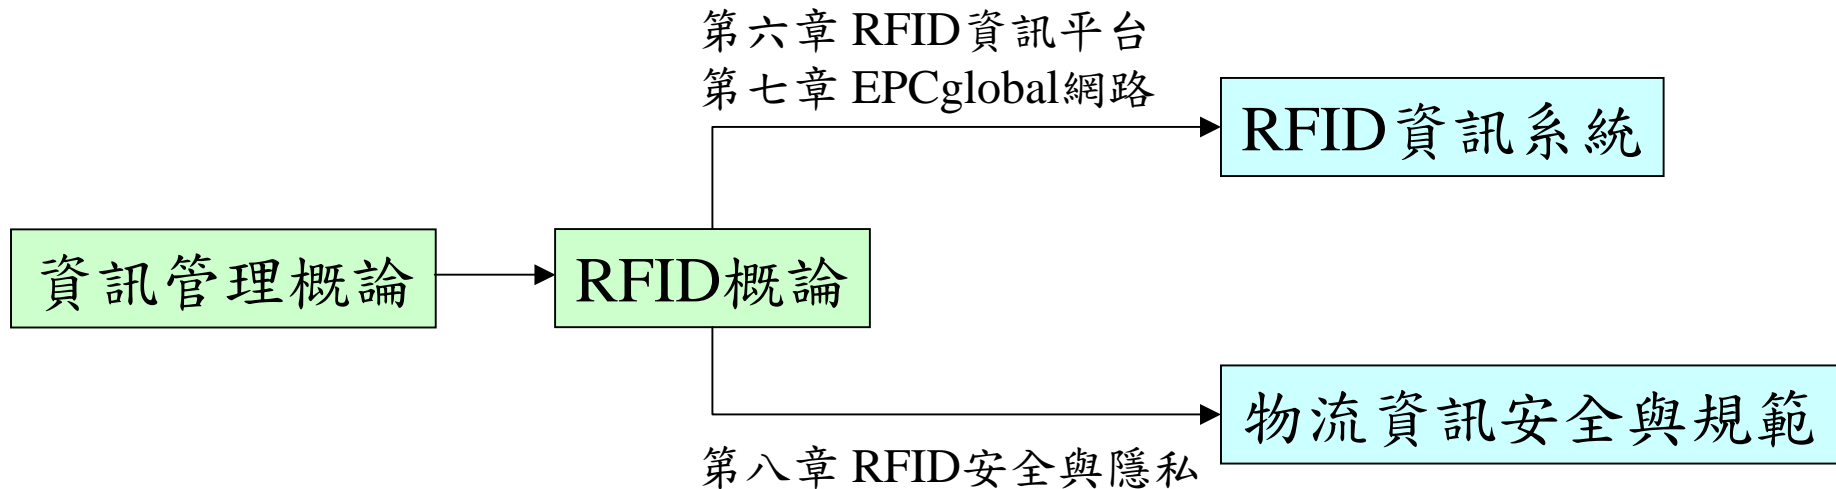 第六章 RFID資訊平台
第七章 EPCglobal網路
RFID資訊系統
資訊管理概論
RFID概論
物流資訊安全與規範
第八章 RFID安全與隱私